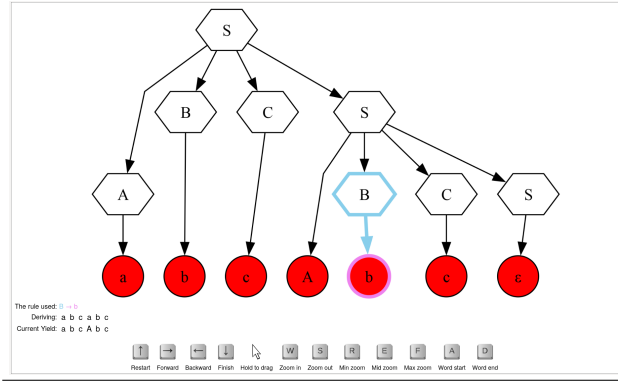 S
B C S
A B C S
a b c A b c ε
The rule used: B → b
Deriving: a b c a b c
Current Yield: a b c A b c
↑ → ← ↓ W S R E F A D
Restart Forward Backward Finish Hold to drag Zoom in Zoom out Min zoom Mid zoom Max zoom Word start Word end